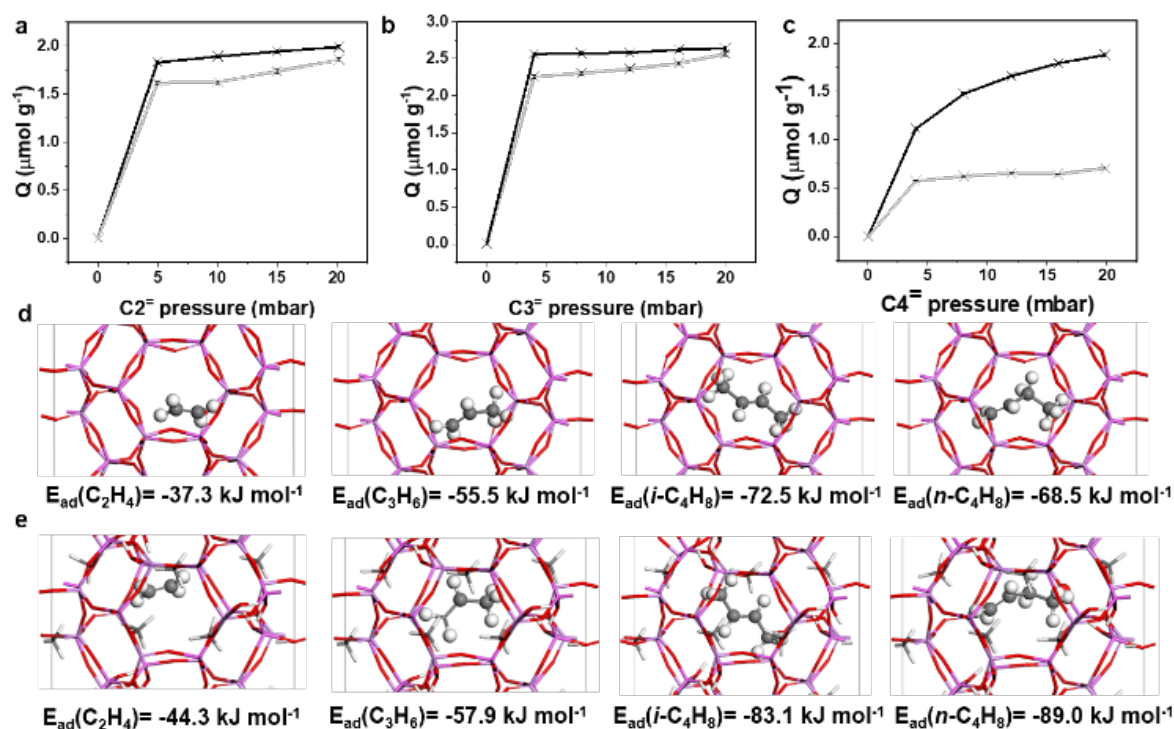 a
b
c
2.0
1.5
1.0
0.5
0.0
Q (μmol g⁻¹)
0 5 10 15 20
C2⁼ pressure (mbar)
3.0
2.5
2.0
1.5
1.0
0.5
0.0
Q (μmol g⁻¹)
0 5 10 15 20
C3⁼ pressure (mbar)
2.0
1.5
1.0
0.5
0.0
Q (μmol g⁻¹)
0 5 10 15 20
C4⁼ pressure (mbar)
d
E_ad(C₂H₄)= -37.3 kJ mol⁻¹
E_ad(C₃H₆)= -55.5 kJ mol⁻¹
E_ad(i-C₄H₈)= -72.5 kJ mol⁻¹
E_ad(n-C₄H₈)= -68.5 kJ mol⁻¹
e
E_ad(C₂H₄)= -44.3 kJ mol⁻¹
E_ad(C₃H₆)= -57.9 kJ mol⁻¹
E_ad(i-C₄H₈)= -83.1 kJ mol⁻¹
E_ad(n-C₄H₈)= -89.0 kJ mol⁻¹